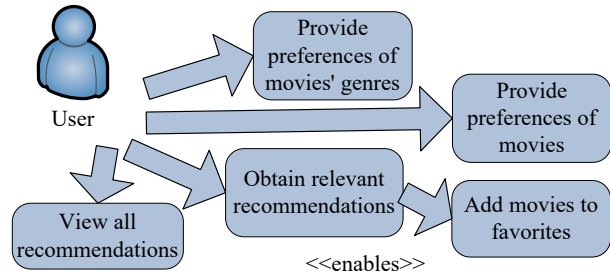 Provide
preferences of
movies' genres
User
Provide
preferences of
movies
Obtain relevant
recommendations
View all
recommendations
Add movies to
favorites
<<enables>>